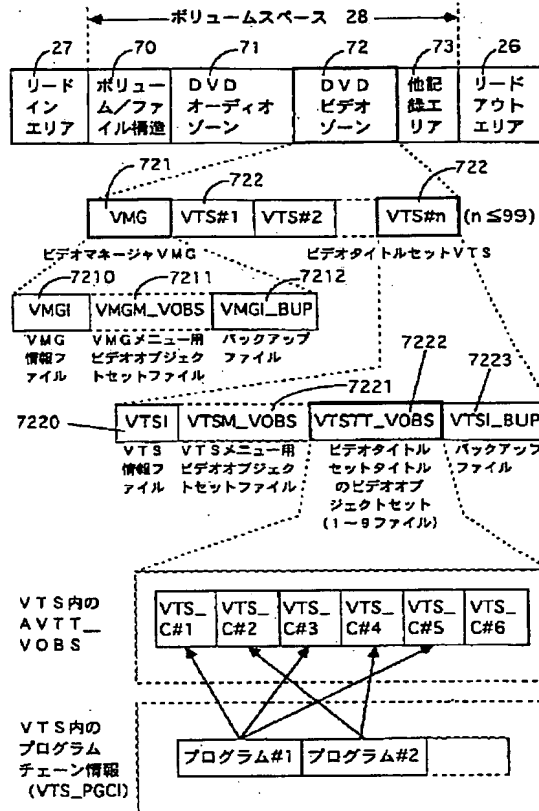 ボリュームスペース 28
27 70 71 72 73 26
リード
イン
エリア
ボリュー
ム/ファ
イル構造
DVD
オーディオ
ゾーン
DVD
ビデオ
ゾーン
他記
録エ
リア
リード
アウト
エリア
721 722 722
VMG VTS#1 VTS#2 VTS#n (n≦99)
ビデオマネージャVMG ビデオタイトルセットVTS
7210 7211 7212
VMGI VMGM_VOBS VMGI_BUP
VMG
情報フ
ァイル
VMGメニュー用
ビデオオブジェク
トセットファイル
バックアップ
ファイル
7222
7221 7223
7220 VTSI VTSM_VOBS VTSTT_VOBS VTSI_BUP
VTS
情報フ
ァイル
VTSメニュー用
ビデオオブジェク
トセットファイル
ビデオタイトル
セットタイトル
のビデオオブ
ジェクトセット
(1〜9ファイル)
バックアップ
ファイル
VTS内の
AVTT_
VOBS
VTS_
C#1
VTS_
C#2
VTS_
C#3
VTS_
C#4
VTS_
C#5
VTS_
C#6
VTS内の
プログラム
チェーン情報
(VTS_PGCI)
プログラム#1 プログラム#2